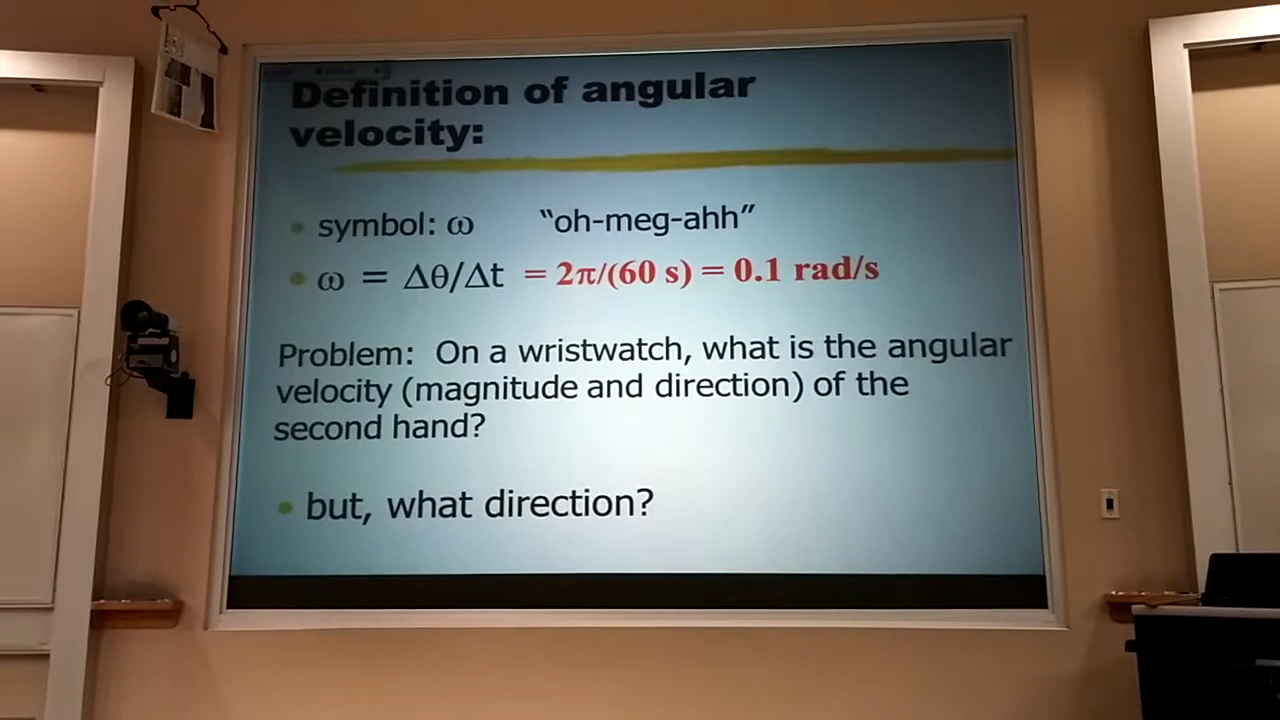 Definition of angular
velocity:
symbol: ω “oh-meg-ahh”
ω = Δθ/Δt = 2π/(60 s) = 0.1 rad/s
Problem: On a wristwatch, what is the angular
velocity (magnitude and direction) of the
second hand?
but, what direction?